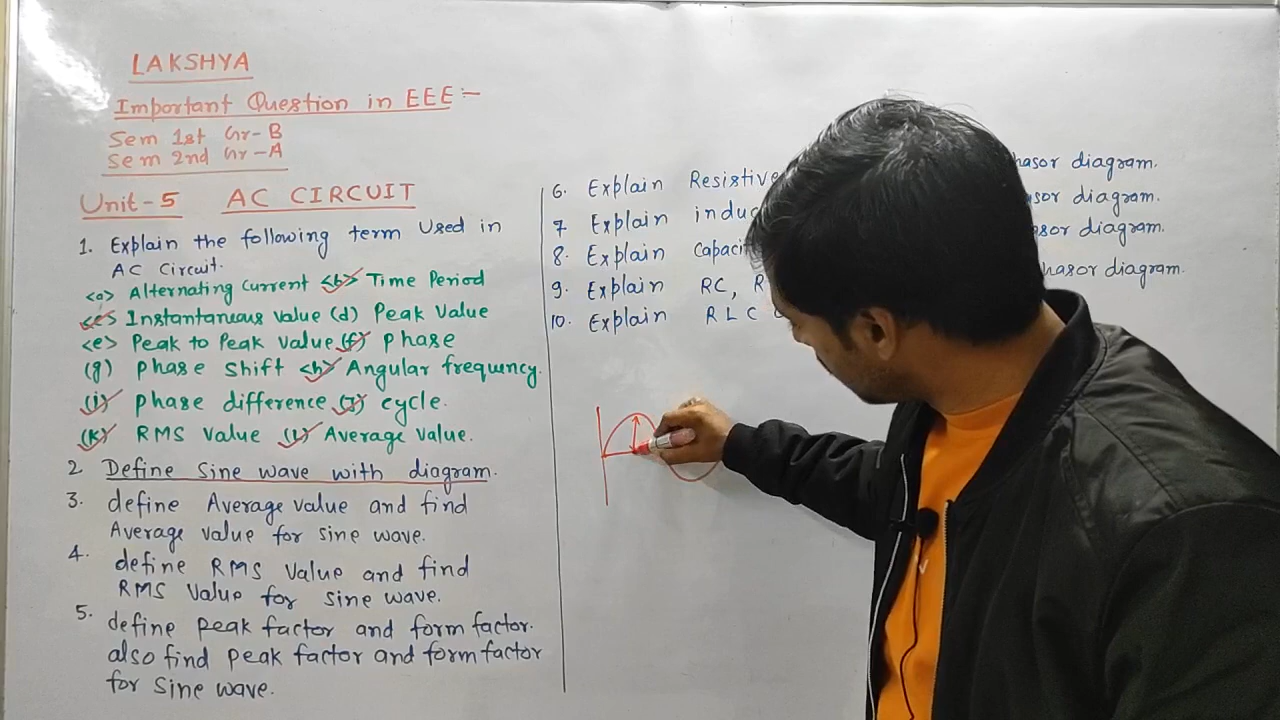 LAKSHYA
Important Question in EEE :-
Sem 1st Gr-B
Sem 2nd Gr-A
Unit-5 AC CIRCUIT
1. Explain the following term Used in
AC Circuit.
<a> Alternating Current <b> Time Period
<c> Instantaneous value (d) Peak Value
<e> Peak to Peak Value (f) phase
(g) phase Shift <h> Angular frequency.
(i) phase difference (j) cycle.
(k) RMS value (l) Average value.
2 Define Sine wave with diagram.
3. define Average value and find
Average value for sine wave.
4. define RMS value and find
RMS Value for sine wave.
5. define Peak factor and form factor.
also find Peak factor and form factor
for Sine wave.
6. Explain Resistive hasor diagram.
7 Explain induc sor diagram.
8. Explain Capaci sor diagram.
9. Explain RC, R hasor diagram.
10. Explain RLC